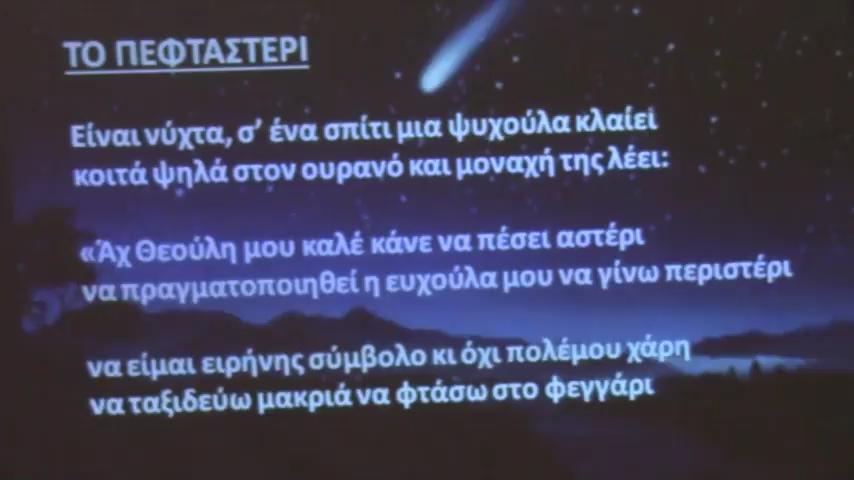 ΤΟ ΠΕΦΤΑΣΤΕΡΙ
Είναι νύχτα, σ' ένα σπίτι μια ψυχούλα κλαίει
κοιτά ψηλά στον ουρανό και μοναχή της λέει:
«Άχ Θεούλη μου καλέ κάνε να πέσει αστέρι
να πραγματοποιηθεί η ευχούλα μου να γίνω περιστέρι
να είμαι ειρήνης σύμβολο κι όχι πολέμου χάρη
να ταξιδεύω μακριά να φτάσω στο φεγγάρι